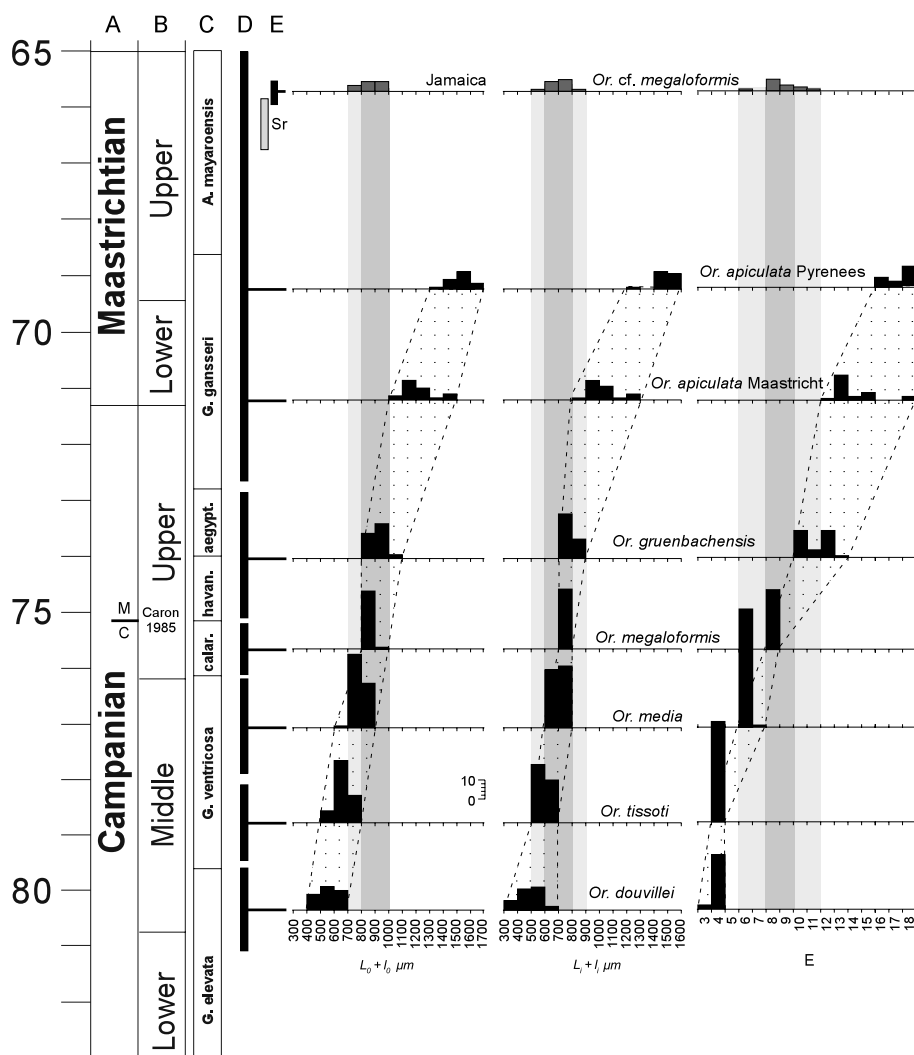 A B C D E
65
Jamaica
Or. cf. megaloformis
Sr
Maastrichtian
Upper
A. mayaroensis
Or. apiculata Pyrenees
70
Lower
G. gansseri
Or. apiculata Maastricht
Upper
aegypt.
Or. gruenbachensis
havan.
75
M
C
Caron
1985
calar.
Or. megaloformis
Or. media
Campanian
Middle
G. ventricosa
10
0
Or. tissoti
80
Or. douvillei
Lower
G. elevata
300 400 500 600 700 800 900 1000 1100 1200 1300 1400 1500 1600 1700
300 400 500 600 700 800 900 1000 1100 1200 1300 1400 1500 1600
3 4 5 6 7 8 9 10 11 12 13 14 15 16 17 18
L0 + l0 μm
Li + li μm
E